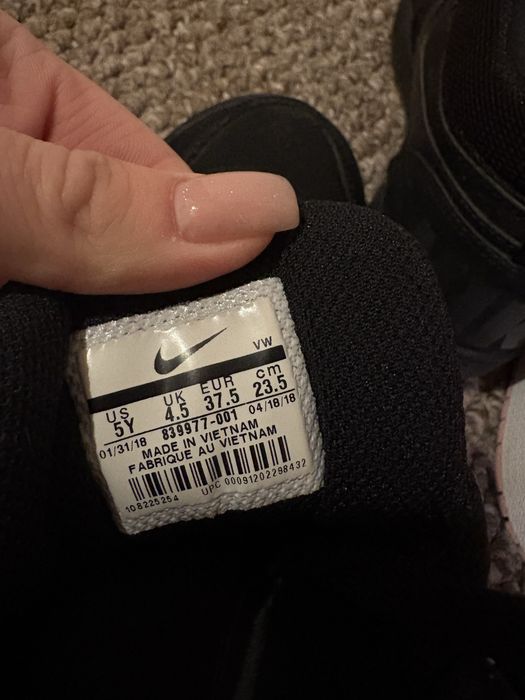 VW
US UK EUR cm
5Y 4.5 37.5 23.5
01/31/18 839977-001 04/18/18
MADE IN VIETNAM
FABRIQUE AU VIETNAM
108225254 UPC 00091202298432